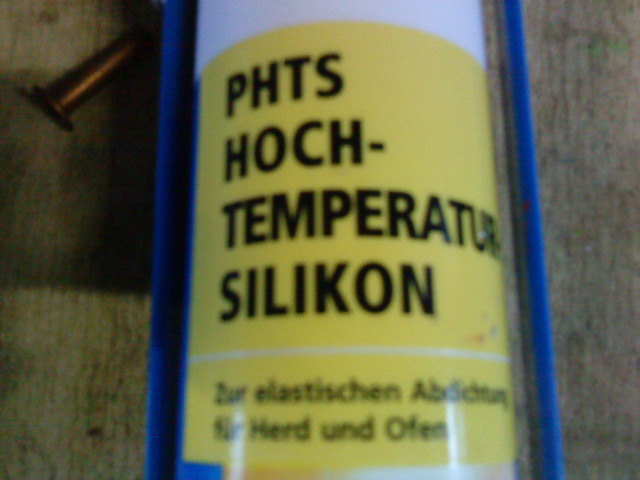 PHTS
HOCH-
TEMPERATUR
SILIKON
Zur elastischen Abdichtung
für Herd und Ofen